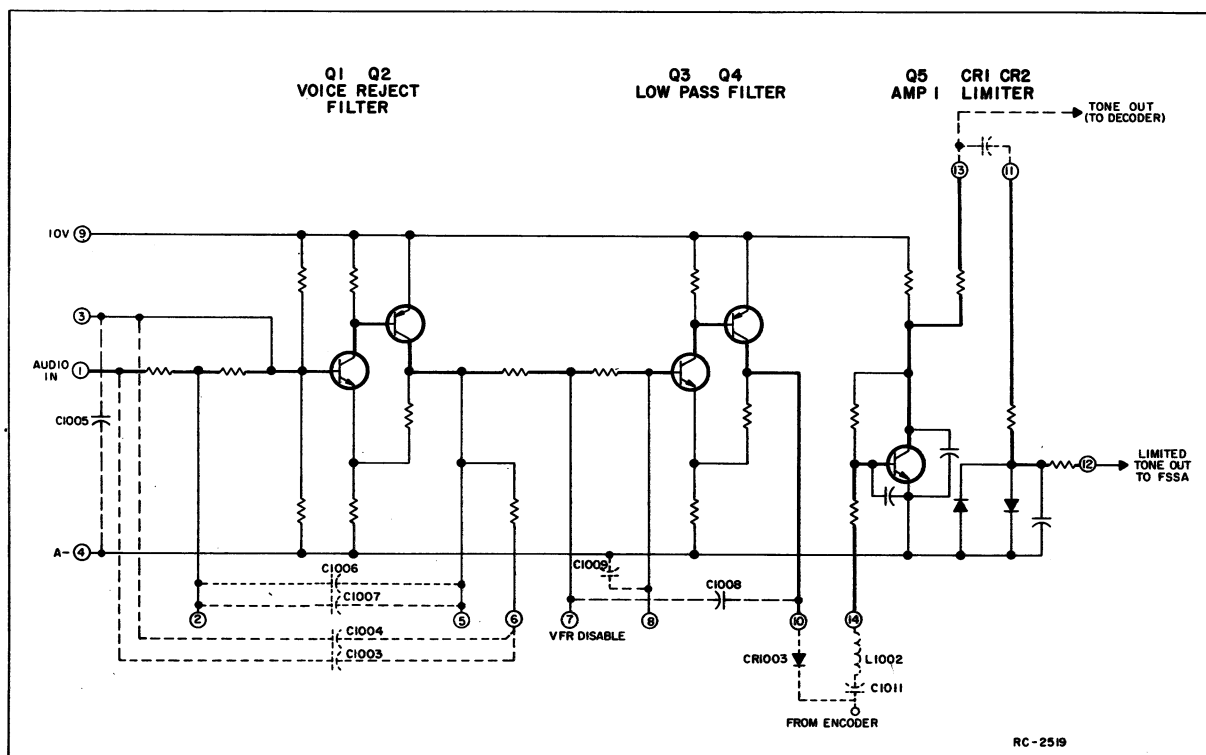 Q1 Q2
VOICE REJECT
FILTER
Q3 Q4
LOW PASS FILTER
Q5 CR1 CR2
AMP 1 LIMITER
TONE OUT
(TO DECODER)
13
11
10V 9
3
AUDIO
IN
1
C1005
12
LIMITED
TONE OUT
TO FSSA
A- 4
C1006
C1007
C1009
C1008
2
5
6
7
8
10
14
VFR DISABLE
C1004
C1003
CR1003
L1002
C1011
FROM ENCODER
RC-2519